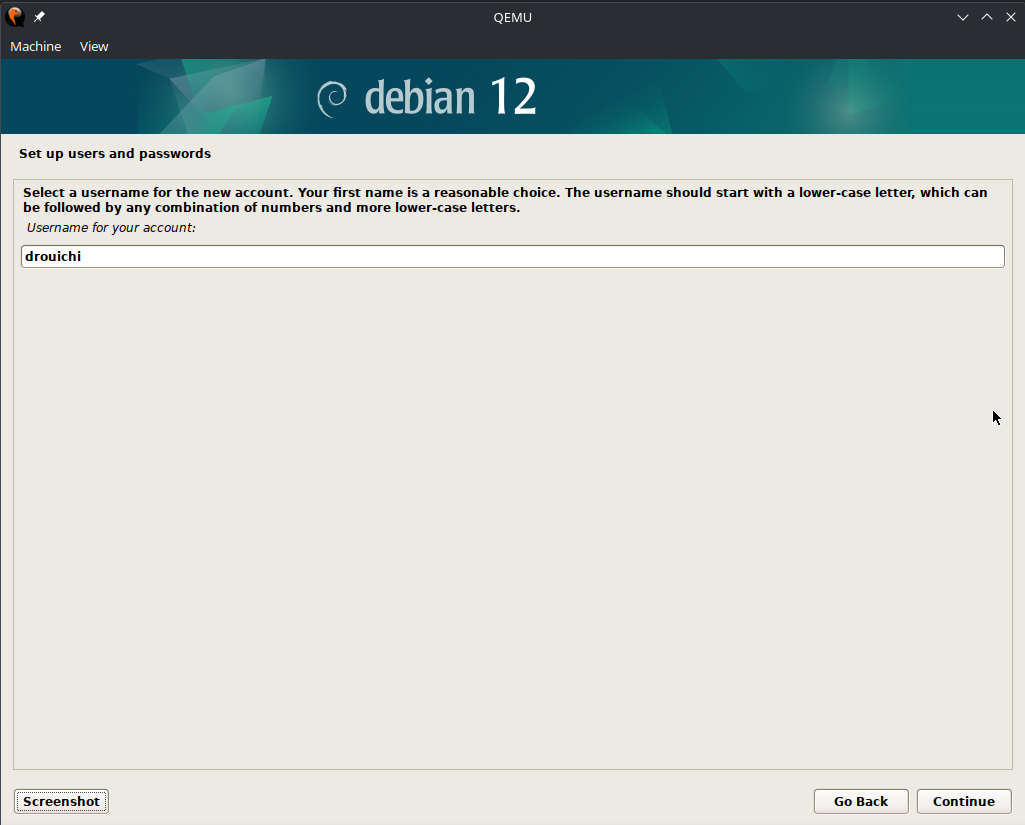 QEMU
Machine View
debian 12
Set up users and passwords
Select a username for the new account. Your first name is a reasonable choice. The username should start with a lower-case letter, which can
be followed by any combination of numbers and more lower-case letters.
Username for your account:
drouichi
Screenshot Go Back Continue